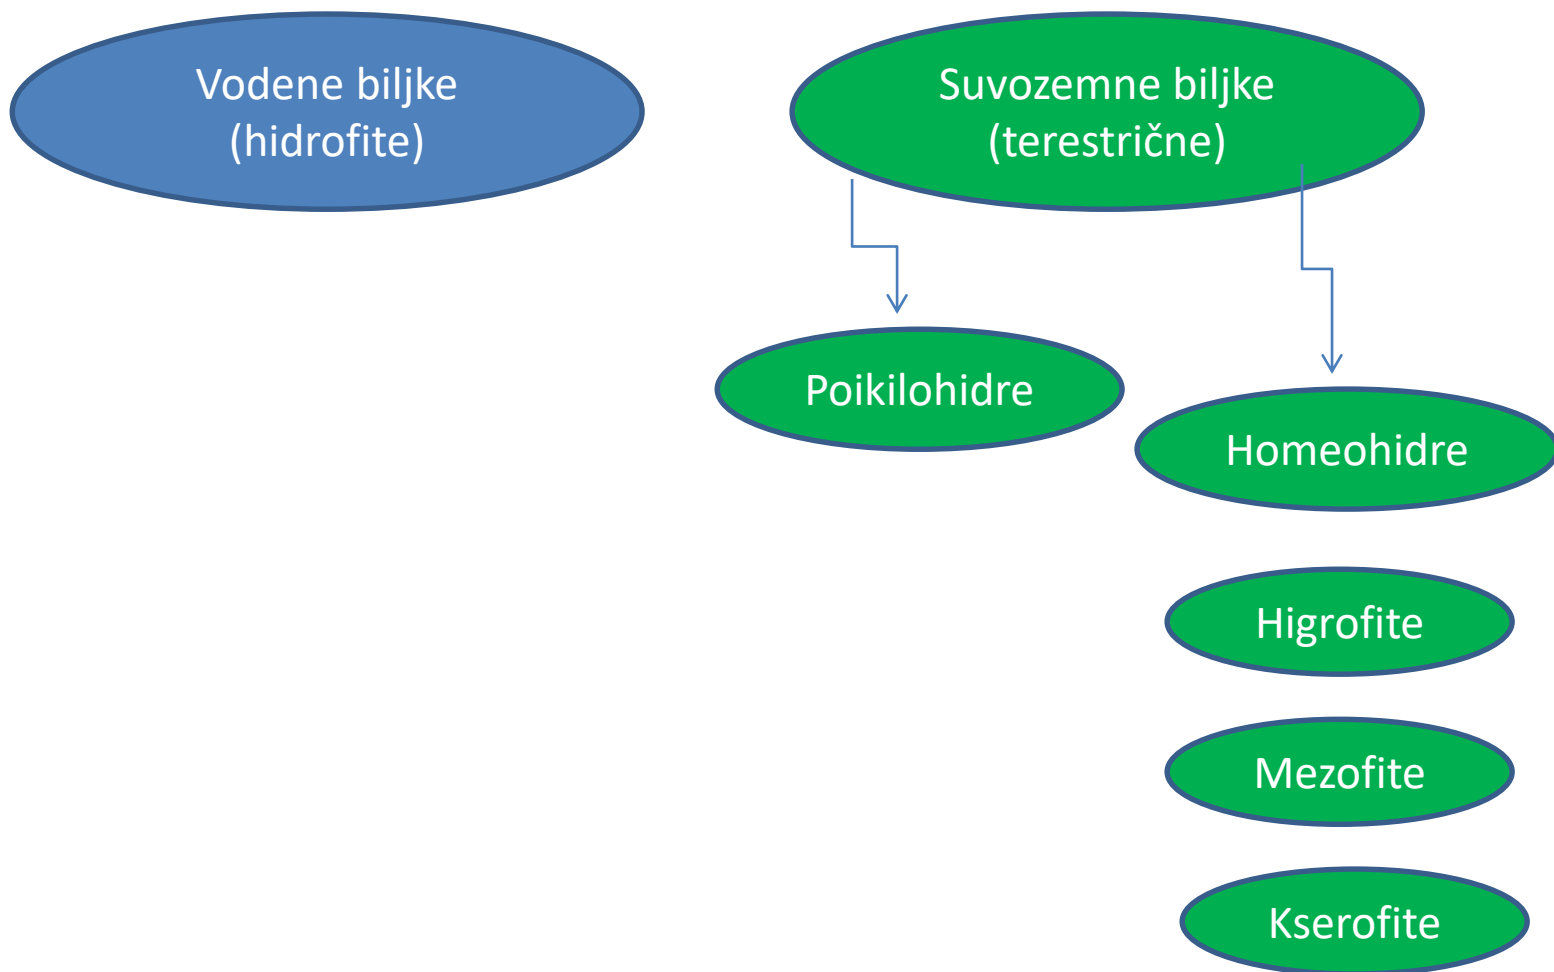 Vodene biljke
(hidrofite)
Suvozemne biljke
(terestrične)
Poikilohidre
Homeohidre
Higrofite
Mezofite
Kserofite